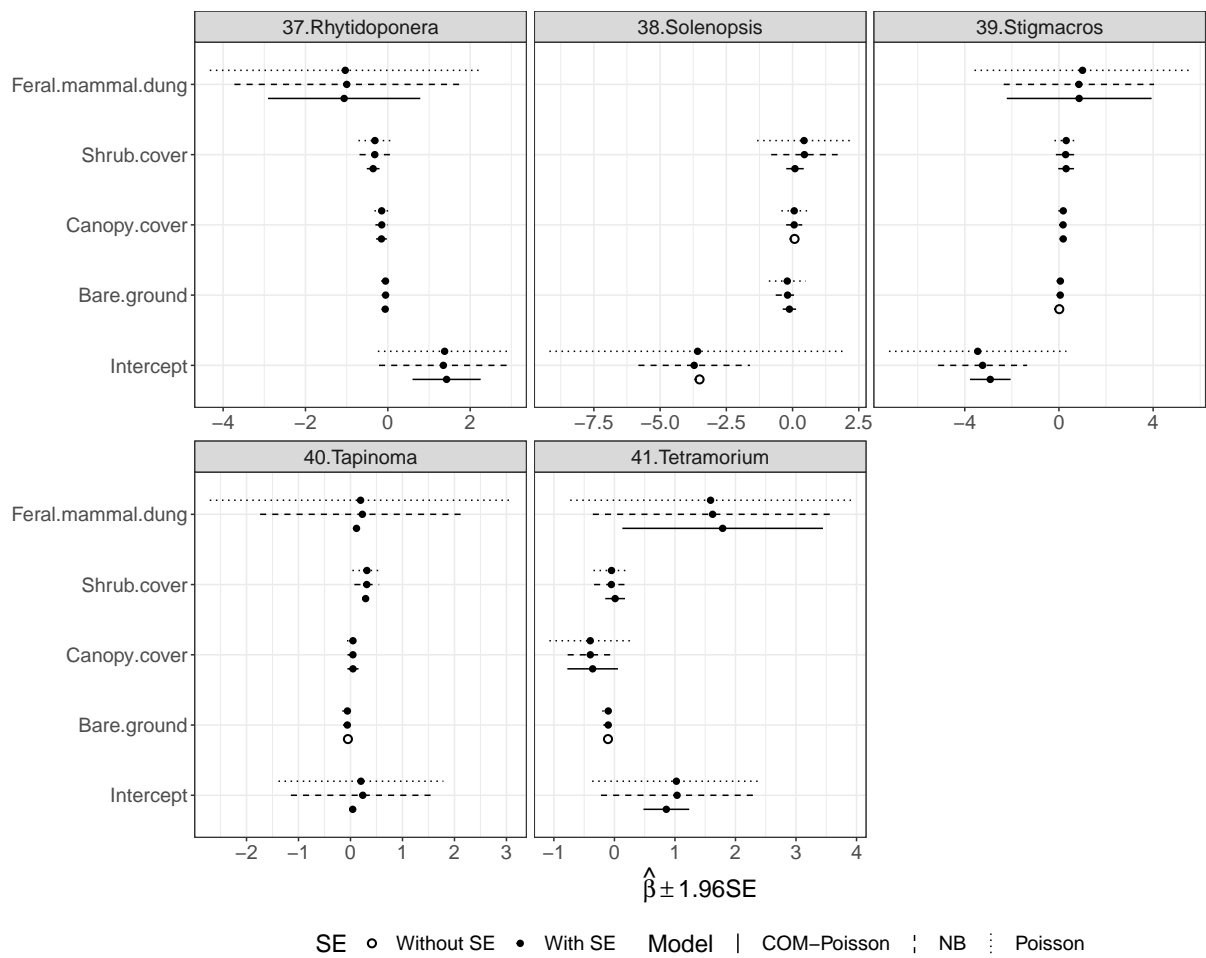 37.Rhytidoponera 38.Solenopsis 39.Stigmacros
Feral.mammal.dung
Shrub.cover
Canopy.cover
Bare.ground
Intercept
−4 −2 0 2 −7.5 −5.0 −2.5 0.0 2.5 −4 0 4
40.Tapinoma 41.Tetramorium
Feral.mammal.dung
Shrub.cover
Canopy.cover
Bare.ground
Intercept
−2 −1 0 1 2 3 −1 0 1 2 3 4
β̂ ± 1.96SE
SE Without SE With SE Model COM−Poisson NB Poisson